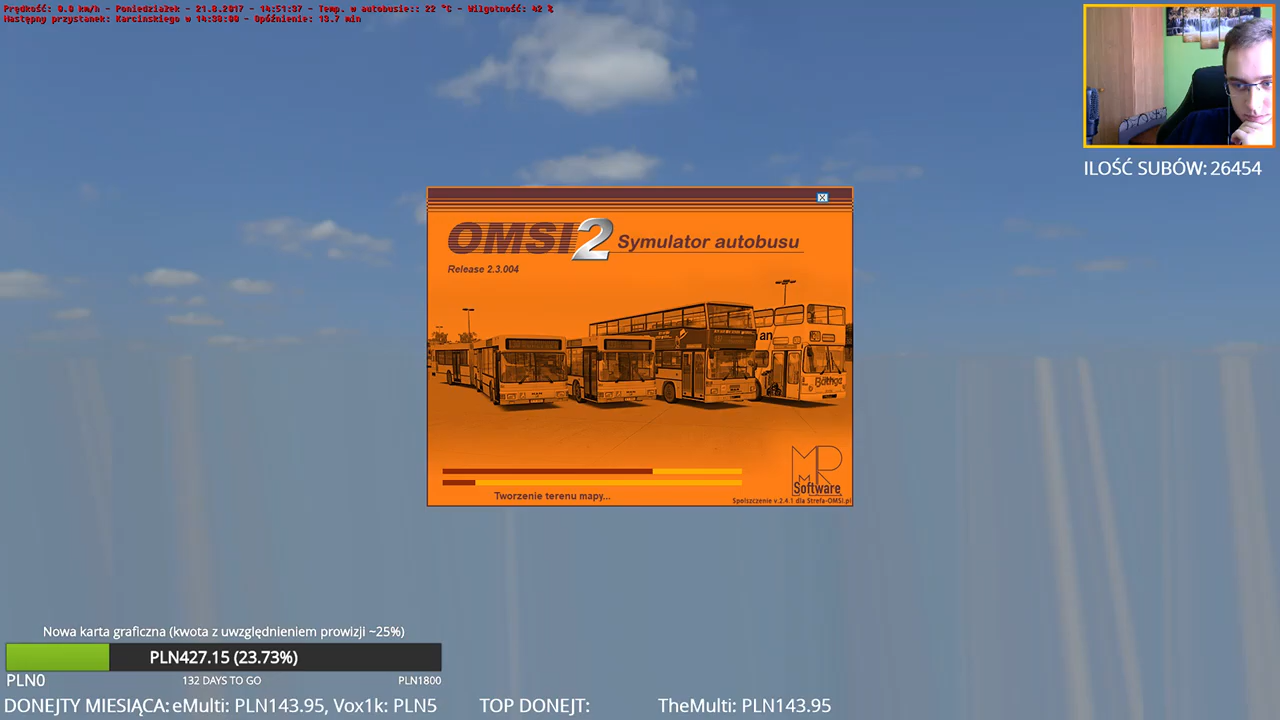 Prędkość: 0.0 km/h - Poniedziałek - 21.8.2017 - 14:51:37 - Temp. w autobusie:: 22 °C - Wilgotność: 42 %
Następny przystanek: Karcinskiego w 14:38:00 - Opóźnienie: 13.7 min
ILOŚĆ SUBÓW: 26454
OMSI 2 Symulator autobusu
Release 2.3.004
an
MR
Software
Tworzenie terenu mapy...
Spolszczenie v.2.4.1 dla Strefa-OMSI.pl
Nowa karta graficzna (kwota z uwzględnieniem prowizji ~25%)
PLN427.15 (23.73%)
PLN0
132 DAYS TO GO
PLN1800
DONEJTY MIESIĄCA: eMulti: PLN143.95, Vox1k: PLN5
TOP DONEJT:
TheMulti: PLN143.95